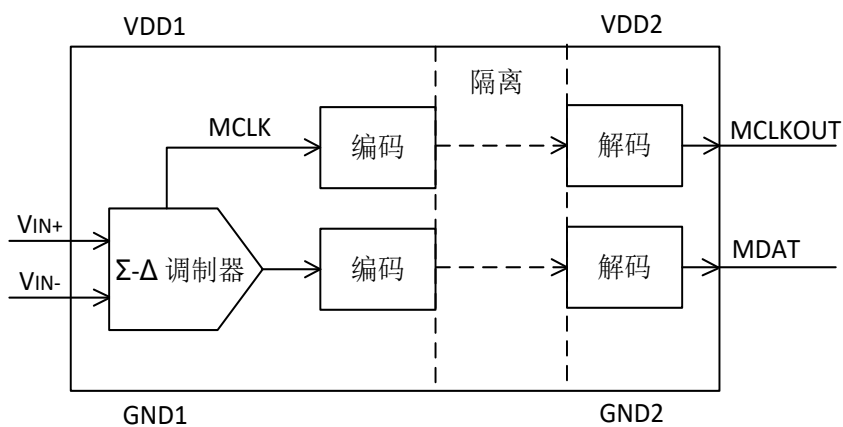 VDD1
VDD2
隔离
MCLK
编码
解码
MCLKOUT
VIN+
Σ-Δ 调制器
编码
解码
MDAT
VIN-
GND1
GND2